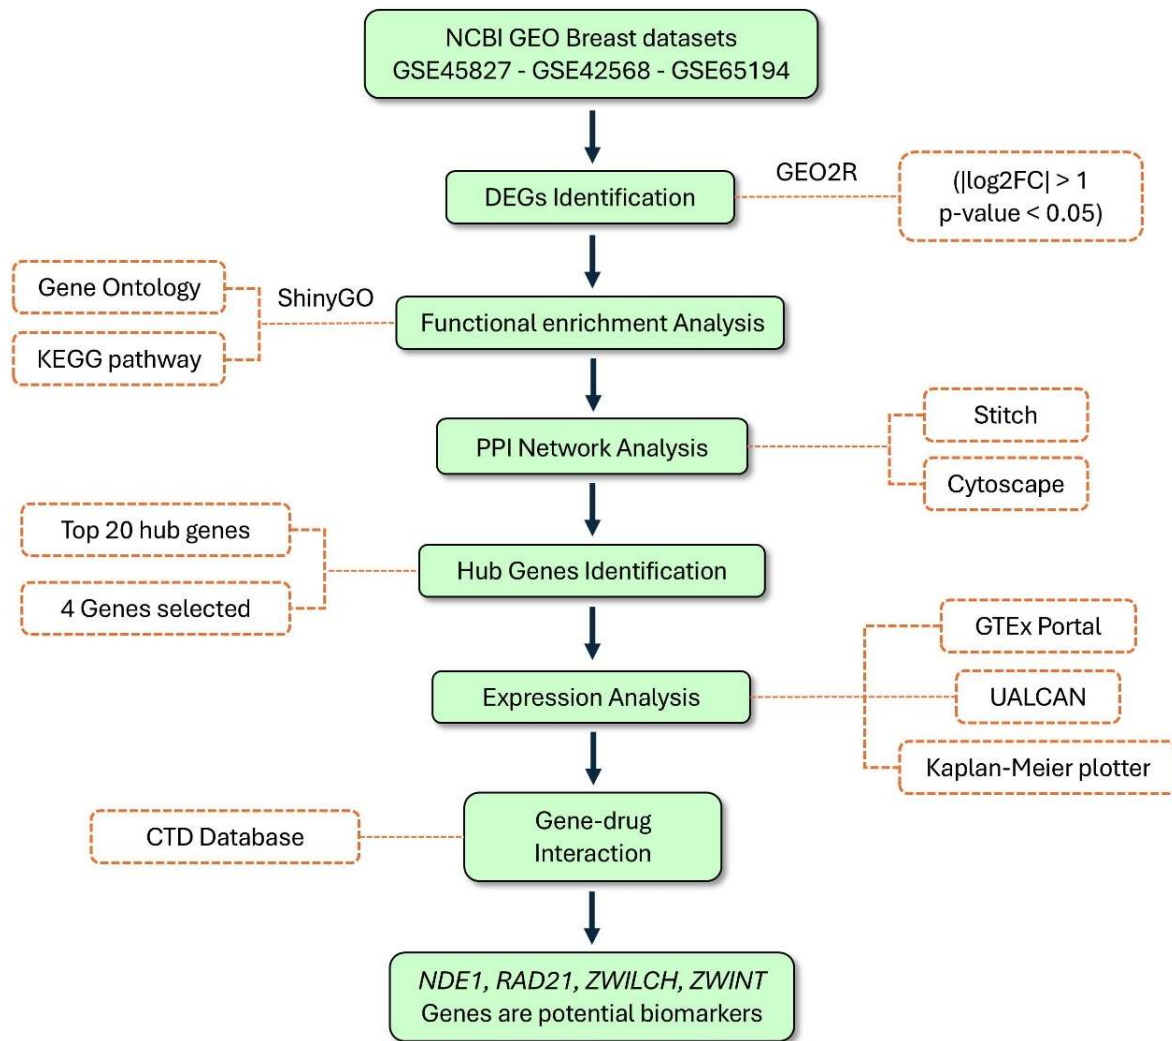 NCBI GEO Breast datasets
GSE45827 - GSE42568 - GSE65194
DEGs Identification
GEO2R
(|log2FC| > 1
p-value < 0.05)
Gene Ontology
KEGG pathway
ShinyGO
Functional enrichment Analysis
PPI Network Analysis
Stitch
Cytoscape
Top 20 hub genes
4 Genes selected
Hub Genes Identification
Expression Analysis
GTEx Portal
UALCAN
Kaplan-Meier plotter
CTD Database
Gene-drug
Interaction
NDE1, RAD21, ZWILCH, ZWINT
Genes are potential biomarkers